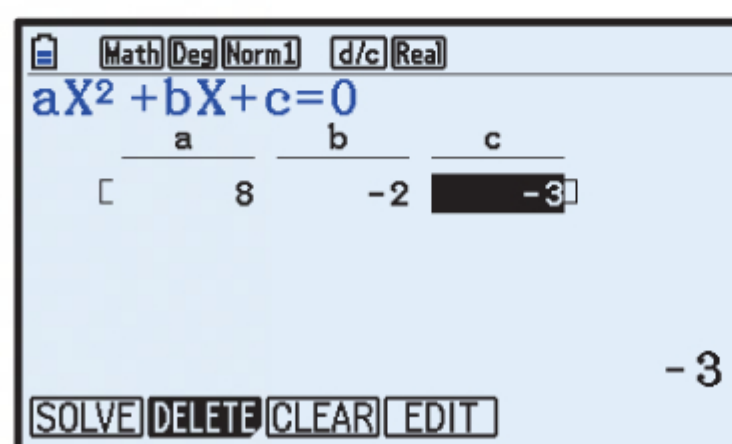 Math Deg Norm1 d/c Real
aX² +bX+c=0
a b c
[ 8 -2 -3 ]
-3
SOLVE DELETE CLEAR EDIT